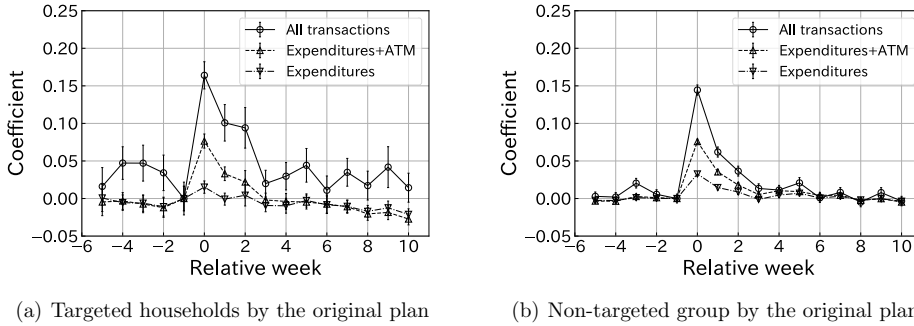 All transactions
Expenditures+ATM
Expenditures
0.25
0.20
0.15
0.10
0.05
0.00
−0.05
Coefficient
−6 −4 −2 0 2 4 6 8 10
Relative week
(a) Targeted households by the original plan
All transactions
Expenditures+ATM
Expenditures
0.25
0.20
0.15
0.10
0.05
0.00
−0.05
Coefficient
−6 −4 −2 0 2 4 6 8 10
Relative week
(b) Non-targeted group by the original plan